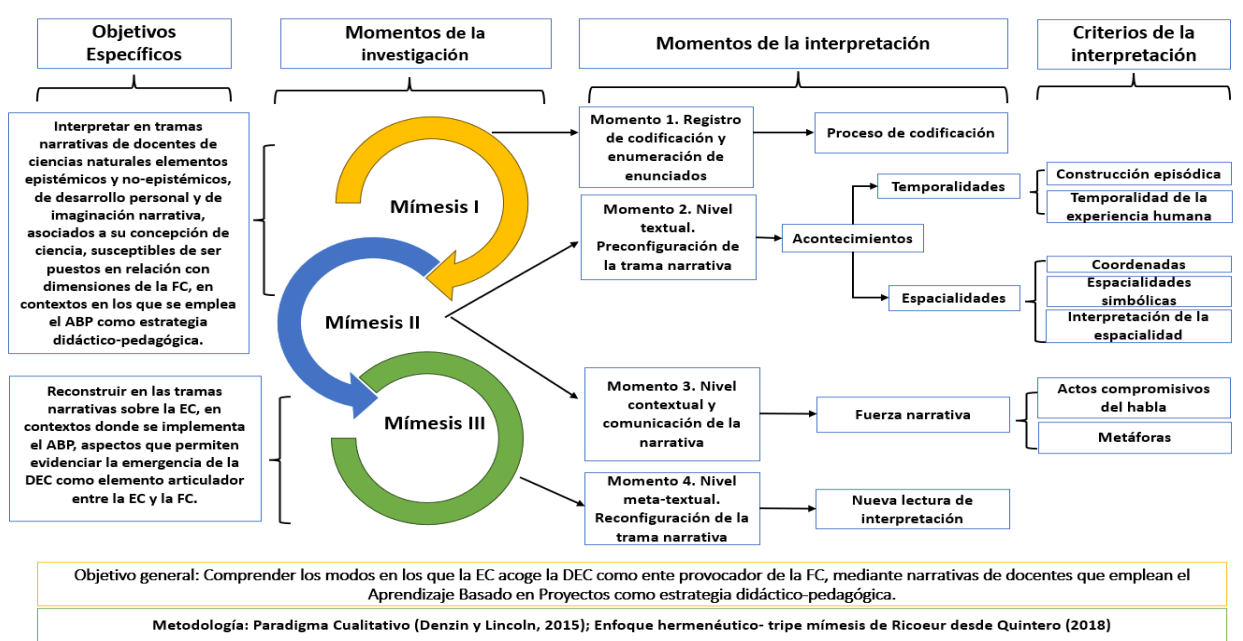 Objetivos
Específicos
Momentos de la
investigación
Momentos de la interpretación
Criterios de la
interpretación
Interpretar en tramas
narrativas de docentes de
ciencias naturales elementos
epistémicos y no-epistémicos,
de desarrollo personal y de
imaginación narrativa,
asociados a su concepción de
ciencia, susceptibles de ser
puestos en relación con
dimensiones de la FC, en
contextos en los que se emplea
el ABP como estrategia
didáctico-pedagógica.
Reconstruir en las tramas
narrativas sobre la EC, en
contextos donde se implementa
el ABP, aspectos que permiten
evidenciar la emergencia de la
DEC como elemento articulador
entre la EC y la FC.
Mímesis I
Mímesis II
Mímesis III
Momento 1. Registro
de codificación y
enumeración de
enunciados
Proceso de codificación
Momento 2. Nivel
textual.
Preconfiguración de
la trama narrativa
Acontecimientos
Temporalidades
Construcción episódica
Temporalidad de la
experiencia humana
Espacialidades
Coordenadas
Espacialidades
simbólicas
Interpretación de la
espacialidad
Momento 3. Nivel
contextual y
comunicación de la
narrativa
Fuerza narrativa
Actos compromisivos
del habla
Metáforas
Momento 4. Nivel
meta-textual.
Reconfiguración de la
trama narrativa
Nueva lectura de
interpretación
Objetivo general: Comprender los modos en los que la EC acoge la DEC como ente provocador de la FC, mediante narrativas de docentes que emplean el
Aprendizaje Basado en Proyectos como estrategia didáctico-pedagógica.
Metodología: Paradigma Cualitativo (Denzin y Lincoln, 2015); Enfoque hermenéutico- tripe mímesis de Ricoeur desde Quintero (2018)